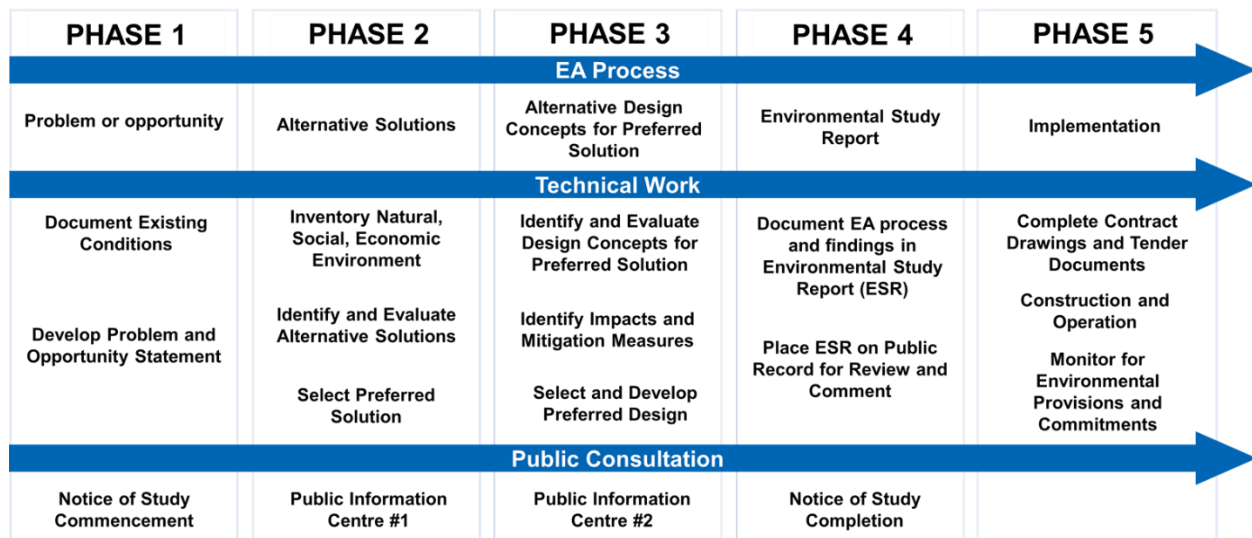 PHASE 1
PHASE 2
PHASE 3
PHASE 4
PHASE 5
EA Process
Problem or opportunity
Alternative Solutions
Alternative Design
Concepts for Preferred
Solution
Environmental Study
Report
Implementation
Technical Work
Document Existing
Conditions
Develop Problem and
Opportunity Statement
Inventory Natural,
Social, Economic
Environment
Identify and Evaluate
Alternative Solutions
Select Preferred
Solution
Identify and Evaluate
Design Concepts for
Preferred Solution
Identify Impacts and
Mitigation Measures
Select and Develop
Preferred Design
Document EA process
and findings in
Environmental Study
Report (ESR)
Place ESR on Public
Record for Review and
Comment
Complete Contract
Drawings and Tender
Documents
Construction and
Operation
Monitor for
Environmental
Provisions and
Commitments
Public Consultation
Notice of Study
Commencement
Public Information
Centre #1
Public Information
Centre #2
Notice of Study
Completion